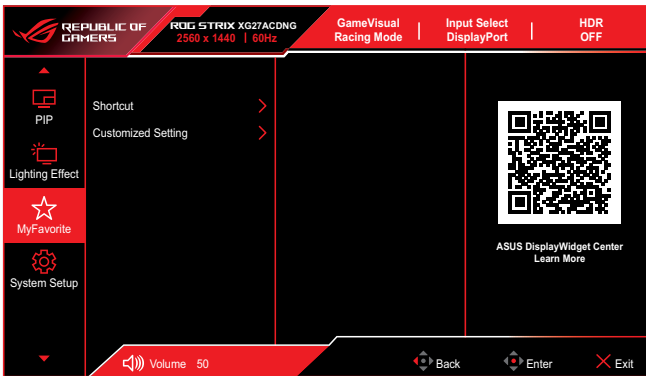 REPUBLIC OF
GAMERS
ROG STRIX XG27ACDNG
2560 x 1440 | 60Hz
GameVisual
Racing Mode
Input Select
DisplayPort
HDR
OFF
PIP
Lighting Effect
MyFavorite
System Setup
Shortcut
Customized Setting
ASUS DisplayWidget Center
Learn More
Volume 50
Back
Enter
Exit